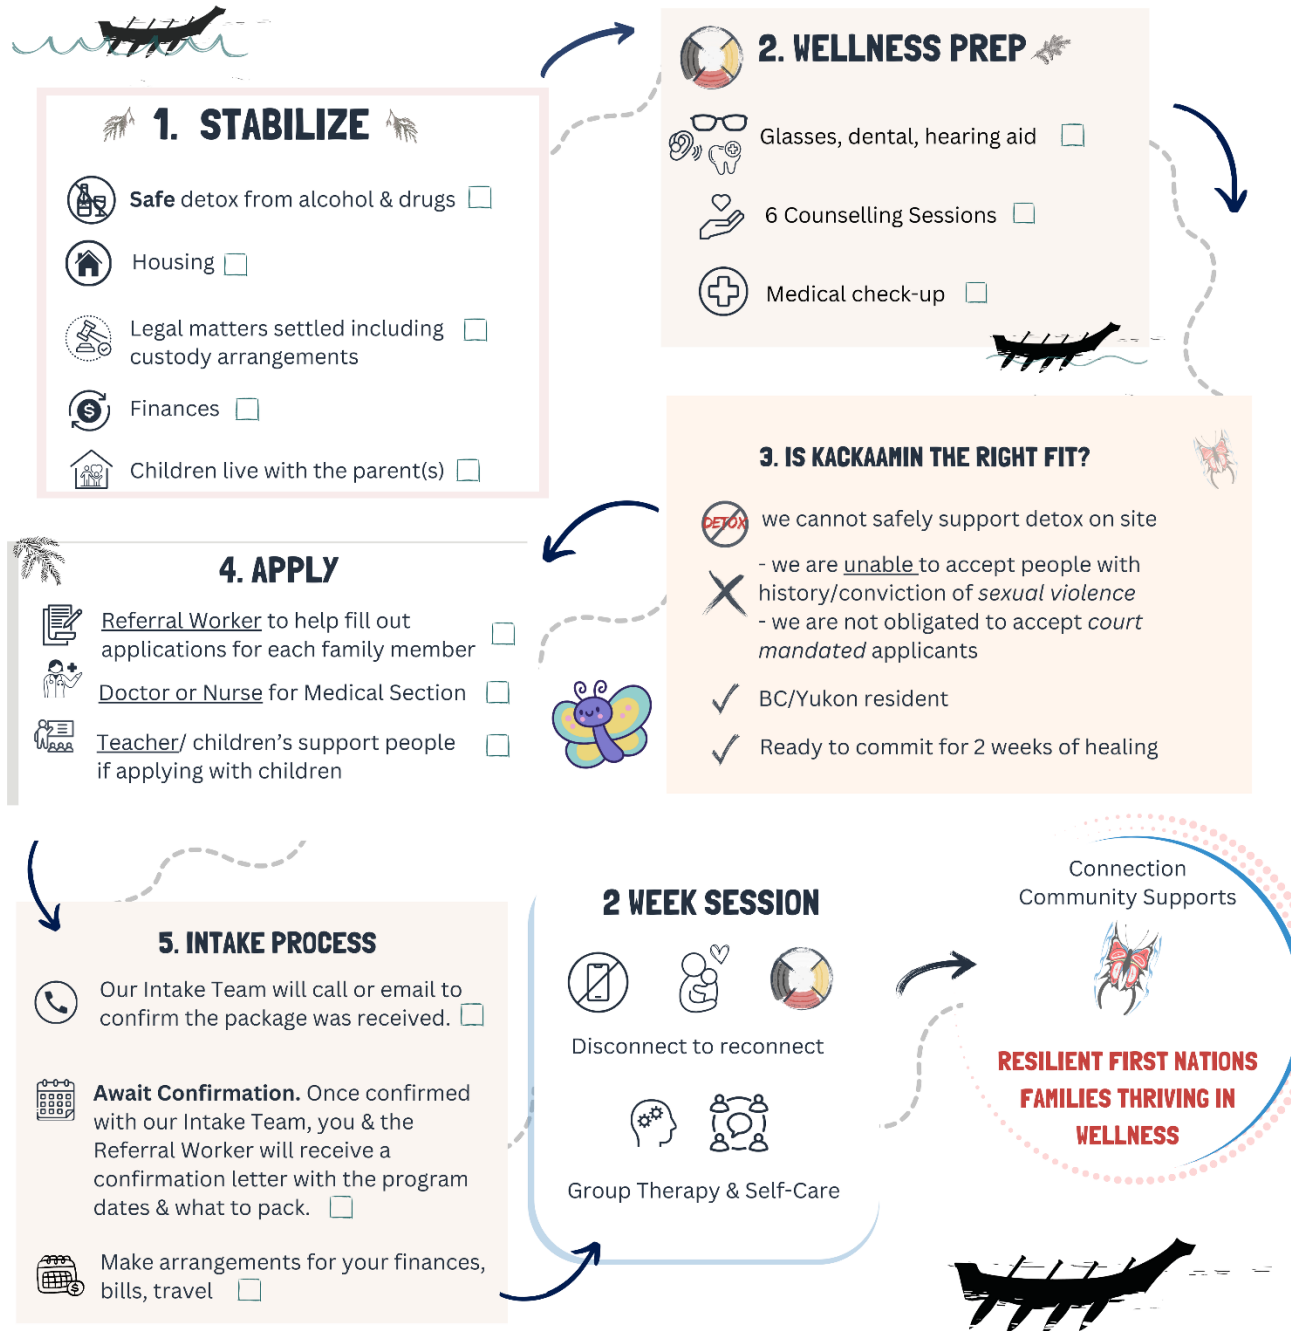 1. STABILIZE
Safe detox from alcohol & drugs
Housing
Legal matters settled including
custody arrangements
Finances
Children live with the parent(s)
2. WELLNESS PREP
Glasses, dental, hearing aid
6 Counselling Sessions
Medical check-up
3. IS KACKAAMIN THE RIGHT FIT?
DETOX
we cannot safely support detox on site
- we are unable to accept people with
history/conviction of sexual violence
- we are not obligated to accept court
mandated applicants
BC/Yukon resident
Ready to commit for 2 weeks of healing
4. APPLY
Referral Worker to help fill out
applications for each family member
Doctor or Nurse for Medical Section
Teacher/ children's support people
if applying with children
5. INTAKE PROCESS
Our Intake Team will call or email to
confirm the package was received.
Await Confirmation. Once confirmed
with our Intake Team, you & the
Referral Worker will receive a
confirmation letter with the program
dates & what to pack.
Make arrangements for your finances,
bills, travel
2 WEEK SESSION
Disconnect to reconnect
Group Therapy & Self-Care
Connection
Community Supports
RESILIENT FIRST NATIONS
FAMILIES THRIVING IN
WELLNESS